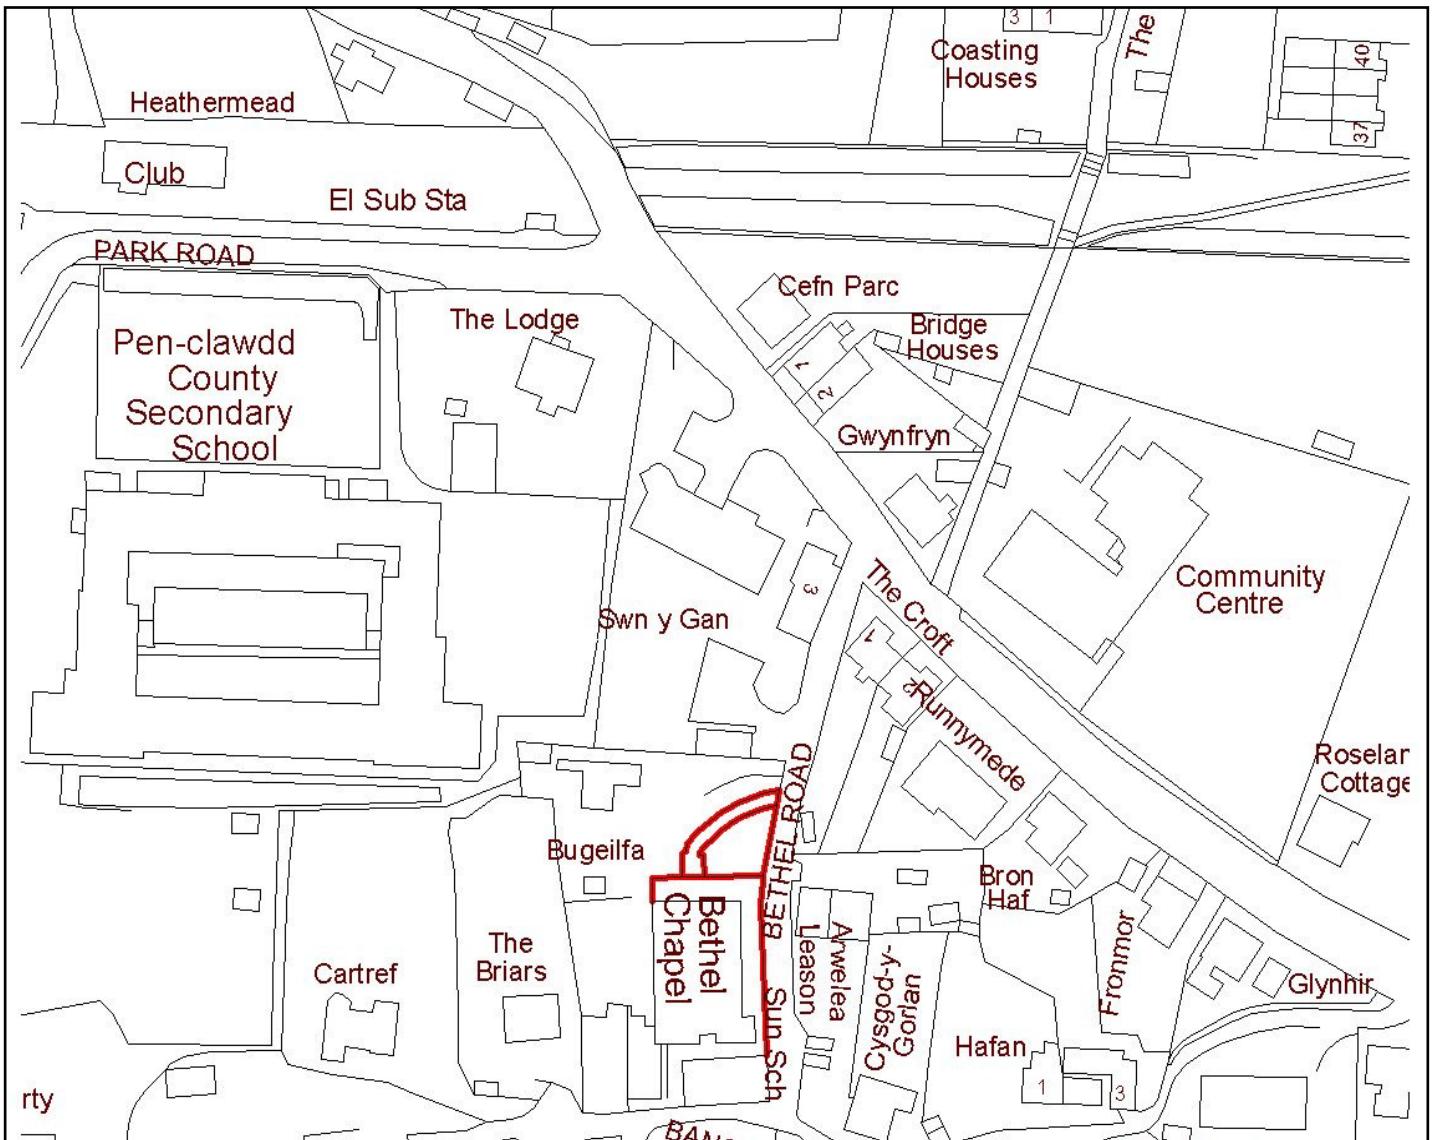 3 1
The
Coasting
Houses
40
37
Heathermead
Club
El Sub Sta
PARK ROAD
Cefn Parc
The Lodge
Bridge
Houses
1
2
Pen-clawdd
County
Secondary
School
Gwynfryn
The Croft
Community
Centre
3
Swn y Gan
1
2
Runnymede
BETHEL ROAD
Roselar
Cottage
Bugeilfa
Bron
Haf
Bethel
Chapel
Leason
Arwelea
Cysgod-y-
Gorlan
Fronmor
The
Briars
Cartref
Glynhir
Sun Sch
Hafan
1
3
rty